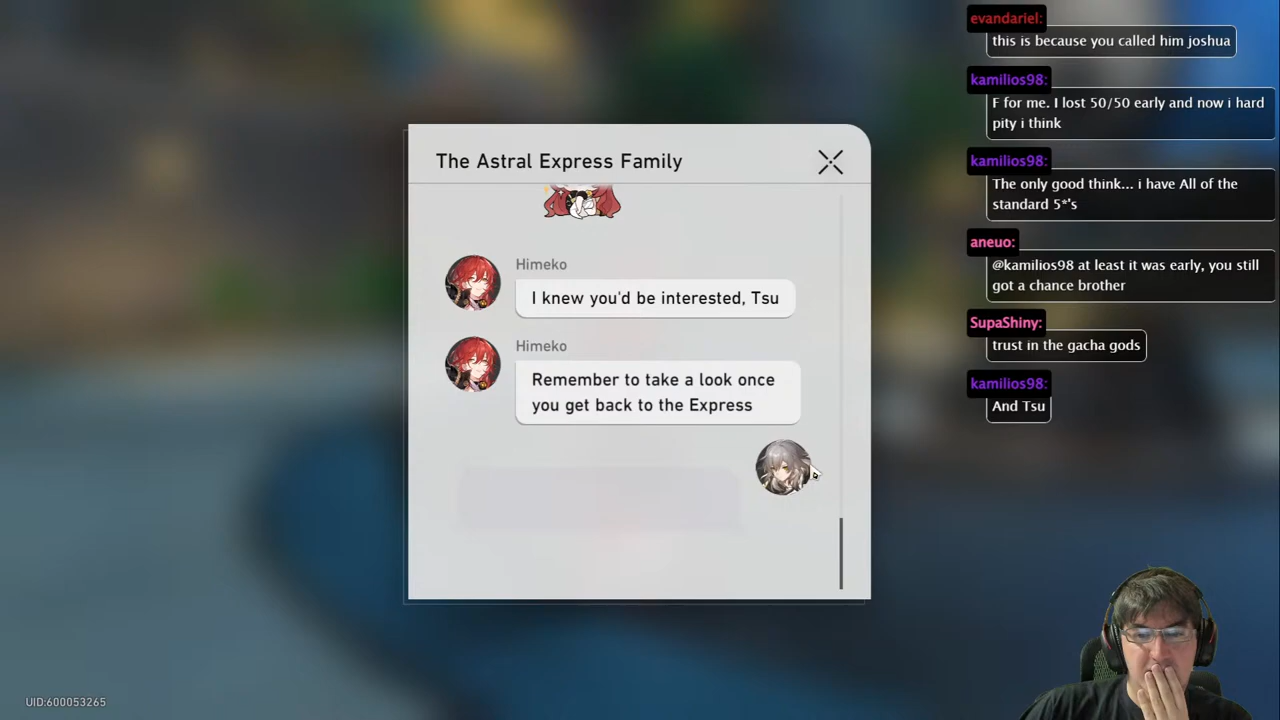 The Astral Express Family
Himeko
I knew you'd be interested, Tsu
Himeko
Remember to take a look once
you get back to the Express
UID:600053265
evandariel:
this is because you called him joshua
kamilios98:
F for me. I lost 50/50 early and now i hard
pity i think
kamilios98:
The only good think... i have All of the
standard 5*'s
aneuo:
@kamilios98 at least it was early, you still
got a chance brother
SupaShiny:
trust in the gacha gods
kamilios98:
And Tsu